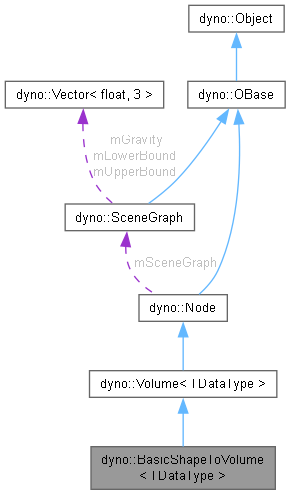 dyno::Object
dyno::Vector< float, 3 >
dyno::OBase
mGravity
mLowerBound
mUpperBound
dyno::SceneGraph
mSceneGraph
dyno::Node
dyno::Volume< TDataType >
dyno::BasicShapeToVolume
< TDataType >